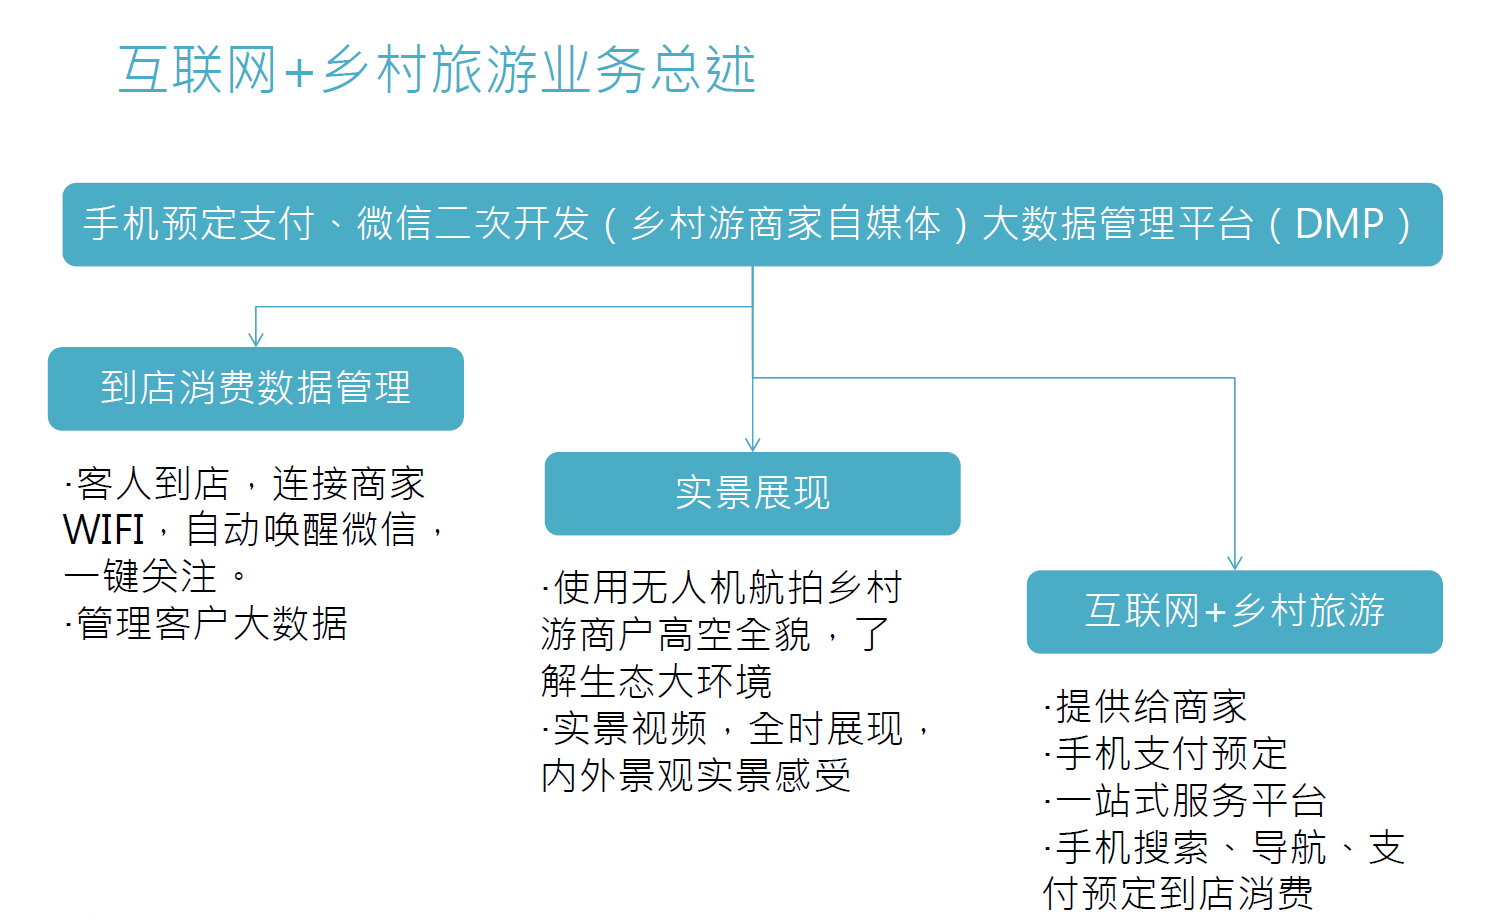 互联网+乡村旅游业务总述
手机预定支付、微信二次开发（乡村游商家自媒体）大数据管理平台（DMP）
到店消费数据管理
·客人到店，连接商家
WIFI，自动唤醒微信，
一键关注。
·管理客户大数据
实景展现
·使用无人机航拍乡村
游商户高空全貌，了
解生态大环境
·实景视频，全时展现，
内外景观实景感受
互联网+乡村旅游
·提供给商家
·手机支付预定
·一站式服务平台
·手机搜索、导航、支
付预定到店消费